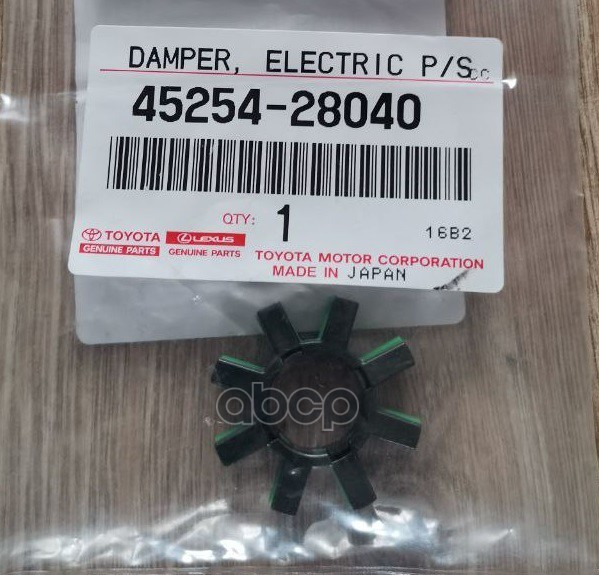 DAMPER, ELECTRIC P/S
45254-28040
QTY: 1
16B2
TOYOTA
GENUINE PARTS
LEXUS
GENUINE PARTS
TOYOTA MOTOR CORPORATION
MADE IN JAPAN
abcp